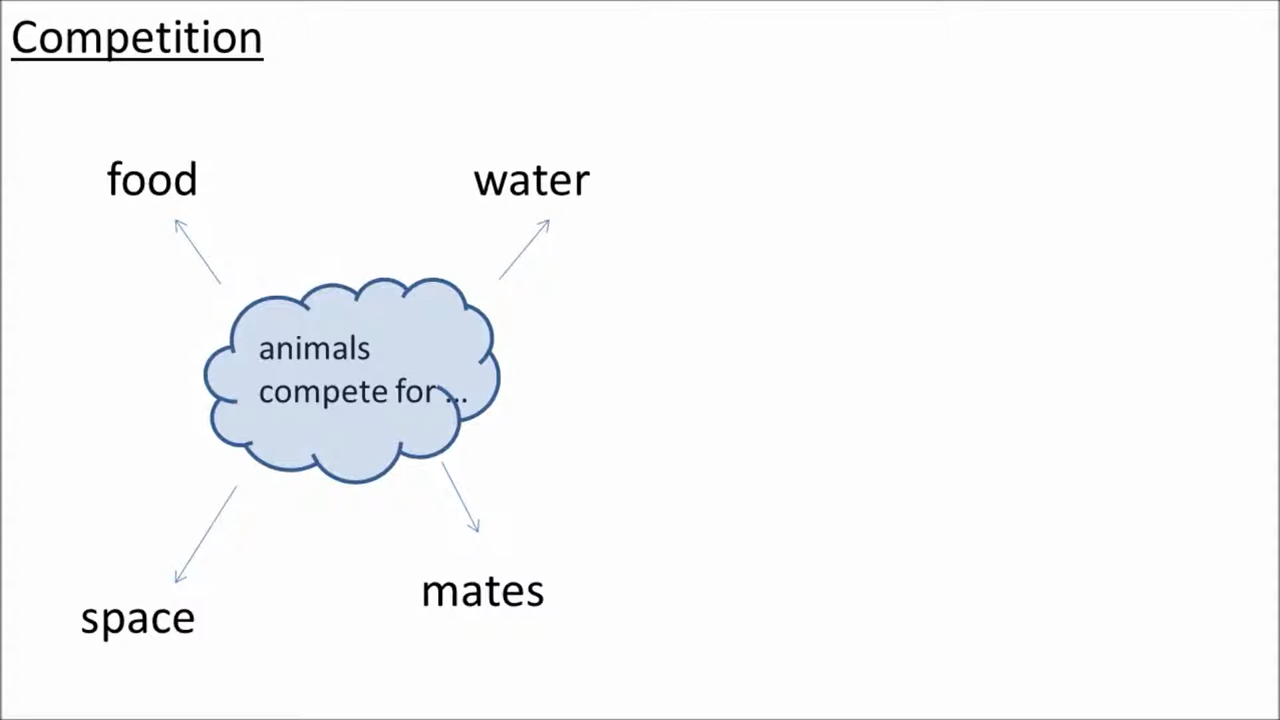 Competition
food
water
animals
compete for ...
mates
space